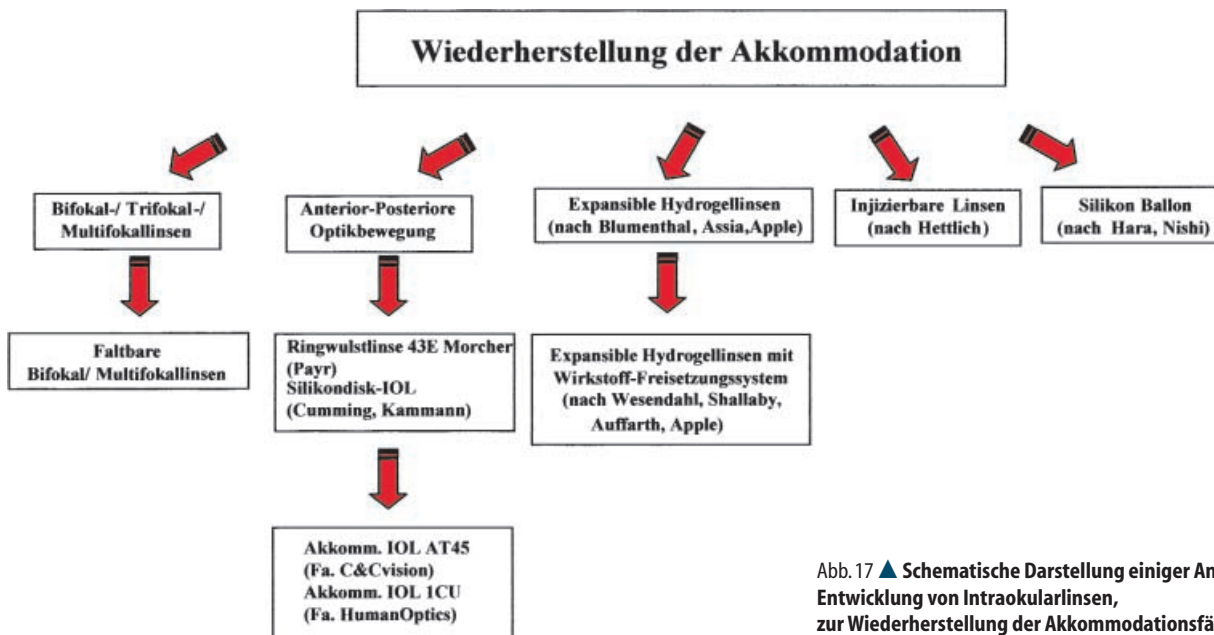 Wiederherstellung der Akkommodation
Bifokal-/ Trifokal-/
Multifokallinsen
Anterior-Posteriore
Optikbewegung
Expansible Hydrogellinsen
(nach Blumenthal, Assia,Apple)
Injizierbare Linsen
(nach Hettlich)
Silikon Ballon
(nach Hara, Nishi)
Faltbare
Bifokal/ Multifokallinsen
Ringwulstlinse 43E Morcher
(Payr)
Silikondisk-IOL
(Cumming, Kammann)
Expansible Hydrogellinsen mit
Wirkstoff-Freisetzungssystem
(nach Wesendahl, Shallaby,
Auffarth, Apple)
Akkomm. IOL AT45
(Fa. C&Cvision)
Akkomm. IOL 1CU
(Fa. HumanOptics)
Abb. 17 ▲ Schematische Darstellung einiger An
Entwicklung von Intraokularlinsen,
zur Wiederherstellung der Akkommodationsfä